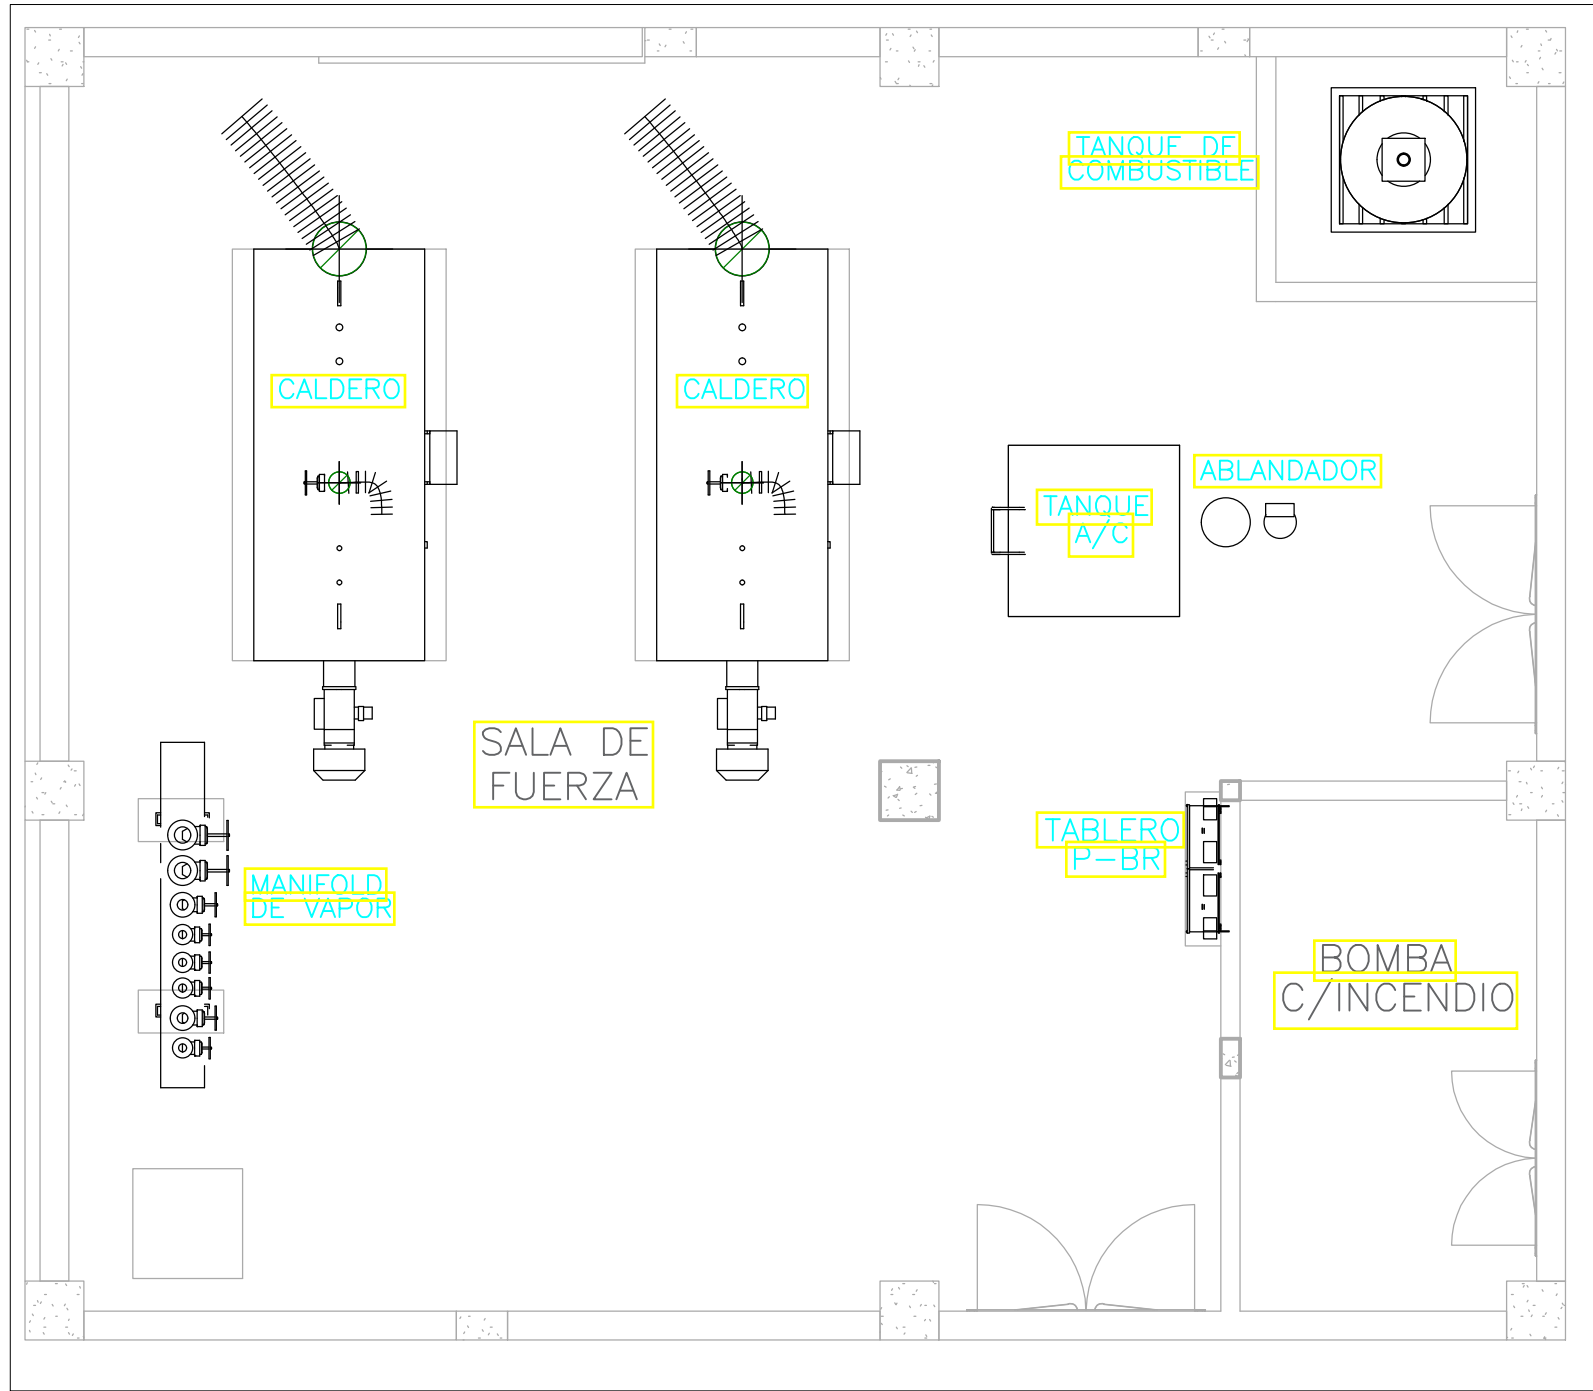 TANQUE DE
COMBUSTIBLE
CALDERO
CALDERO
ABLANDADOR
TANQUE
A/C
SALA DE
FUERZA
TABLERO
P-BR
MANIFOLD
DE VAPOR
BOMBA
C/INCENDIO